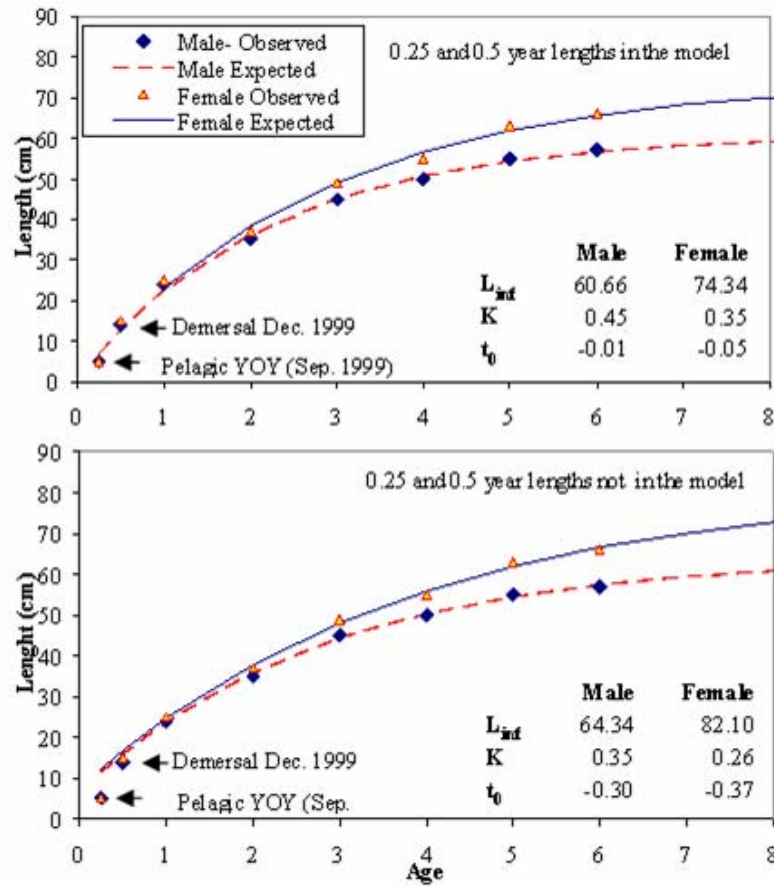 90
80
70
60
50
40
30
20
10
0
Length (cm)
Male- Observed
Male Expected
Female Observed
Female Expected
0.25 and 0.5 year lengths in the model
Male Female
L_inf 60.66 74.34
K 0.45 0.35
t_0 -0.01 -0.05
Demersal Dec. 1999
Pelagic YOY (Sep. 1999)
0 1 2 3 4 5 6 7 8
90
80
70
60
50
40
30
20
10
0
Lenght (cm)
0.25 and 0.5 year lengths not in the model
Male Female
L_inf 64.34 82.10
K 0.35 0.26
t_0 -0.30 -0.37
Demersal Dec. 1999
Pelagic YOY (Sep.
0 1 2 3 4 5 6 7 8
Age